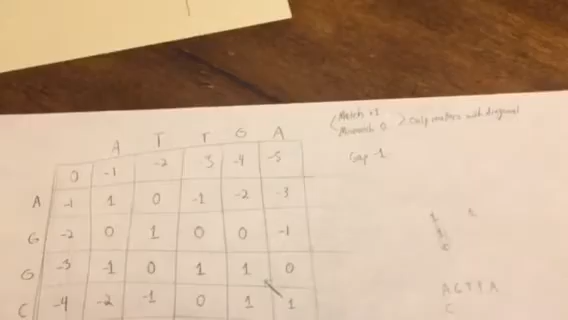 Match +1
Mismatch 0 > only matters with diagonal
Gap -1
A T T G A
0 -1 -2 3 -4 -5
A -1 1 0 -1 -2 -3
G -2 0 1 0 0 -1
G -3 -1 0 1 1 0
C -4 -2 -1 0 1 1